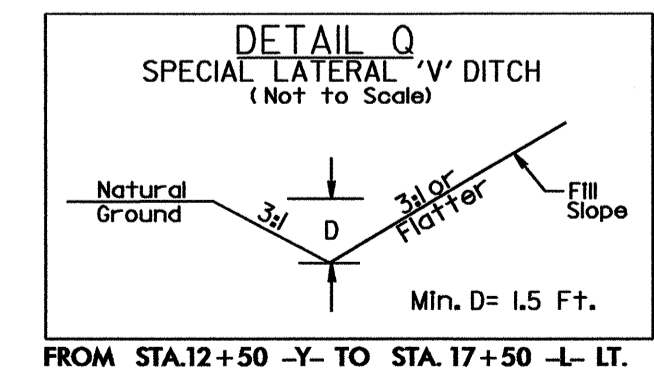 DETAIL Q
SPECIAL LATERAL 'V' DITCH
(Not to Scale)
Natural
Ground
3:1
D
3:1 or
Flatter
Fill
Slope
Min. D= 1.5 Ft.
FROM STA.12+50 -Y- TO STA. 17+50 -L- LT.